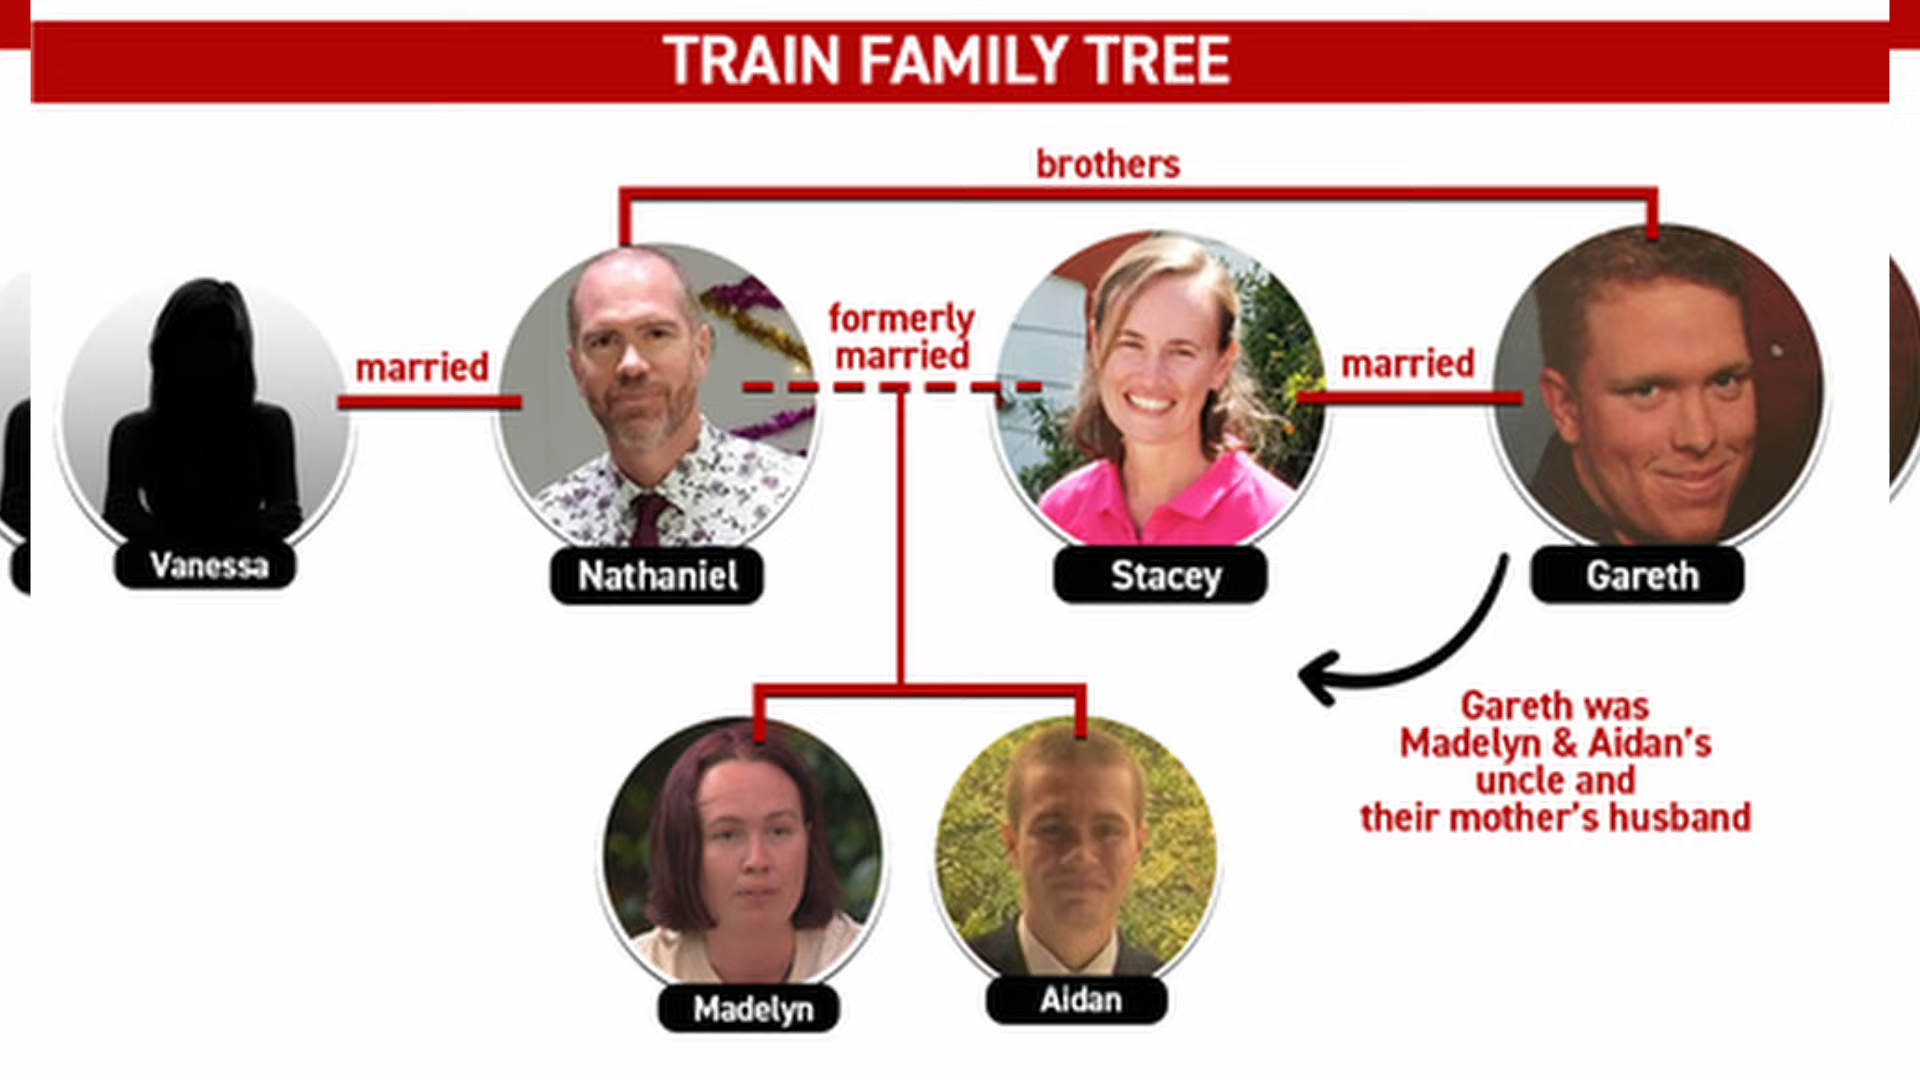 TRAIN FAMILY TREE
brothers
formerly
married
married
married
Vanessa
Nathaniel
Stacey
Gareth
Gareth was
Madelyn & Aidan's
uncle and
their mother's husband
Madelyn
Aidan